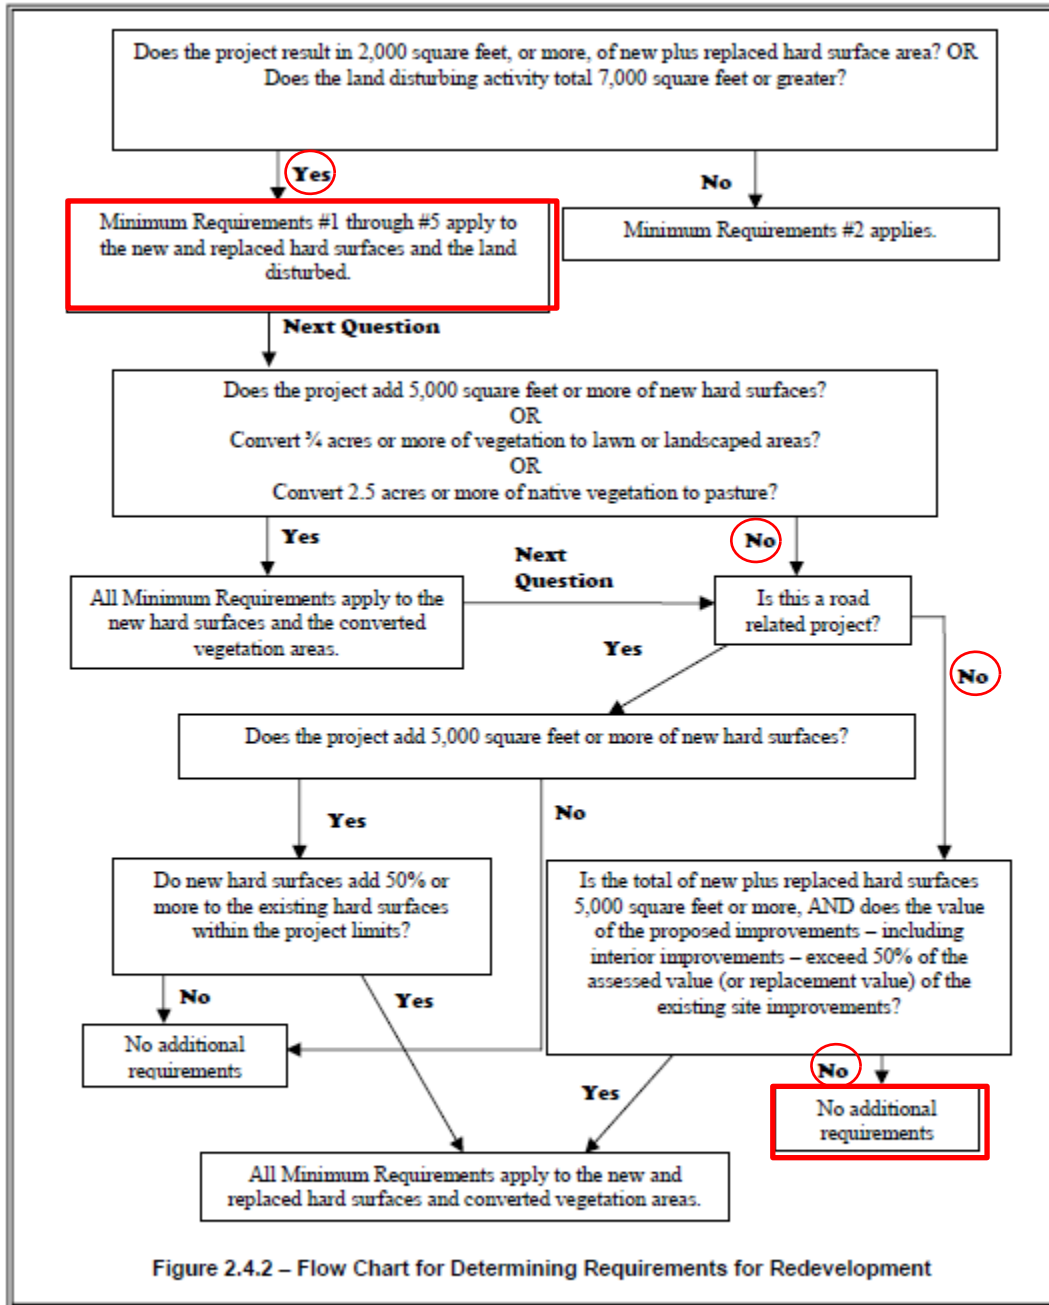 Does the project result in 2,000 square feet, or more, of new plus replaced hard surface area? OR
Does the land disturbing activity total 7,000 square feet or greater?
Yes
No
Minimum Requirements #1 through #5 apply to
the new and replaced hard surfaces and the land
disturbed.
Minimum Requirements #2 applies.
Next Question
Does the project add 5,000 square feet or more of new hard surfaces?
OR
Convert ¾ acres or more of vegetation to lawn or landscaped areas?
OR
Convert 2.5 acres or more of native vegetation to pasture?
Yes
No
Next
Question
All Minimum Requirements apply to the
new hard surfaces and the converted
vegetation areas.
Is this a road
related project?
Yes
No
Does the project add 5,000 square feet or more of new hard surfaces?
Yes
No
Do new hard surfaces add 50% or
more to the existing hard surfaces
within the project limits?
Is the total of new plus replaced hard surfaces
5,000 square feet or more, AND does the value
of the proposed improvements – including
interior improvements – exceed 50% of the
assessed value (or replacement value) of the
existing site improvements?
No
Yes
No additional
requirements
Yes
No
No additional
requirements
All Minimum Requirements apply to the new and
replaced hard surfaces and converted vegetation areas.
Figure 2.4.2 – Flow Chart for Determining Requirements for Redevelopment